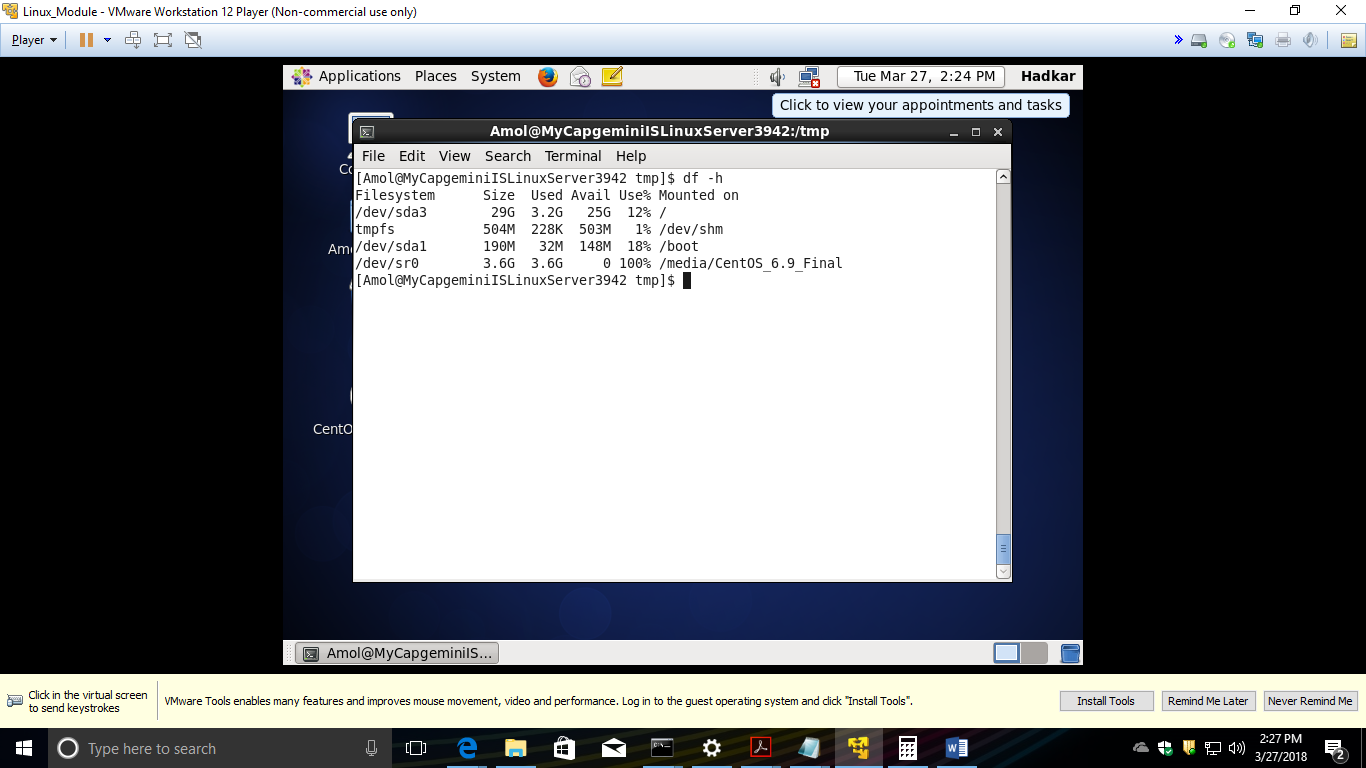 Linux_Module - VMware Workstation 12 Player (Non-commercial use only)
Player
Applications Places System Tue Mar 27, 2:24 PM Hadkar
Click to view your appointments and tasks
Amol@MyCapgeminiISLinuxServer3942:/tmp
File Edit View Search Terminal Help
[Amol@MyCapgeminiISLinuxServer3942 tmp]$ df -h
Filesystem      Size  Used Avail Use% Mounted on
/dev/sda3        29G  3.2G   25G  12% /
tmpfs           504M  228K  503M   1% /dev/shm
/dev/sda1       190M   32M  148M  18% /boot
/dev/sr0        3.6G  3.6G     0 100% /media/CentOS_6.9_Final
[Amol@MyCapgeminiISLinuxServer3942 tmp]$
Amol@MyCapgeminiIS...
Click in the virtual screen
to send keystrokes
VMware Tools enables many features and improves mouse movement, video and performance. Log in to the guest operating system and click "Install Tools".
Install Tools Remind Me Later Never Remind Me
Type here to search
2:27 PM
3/27/2018
2